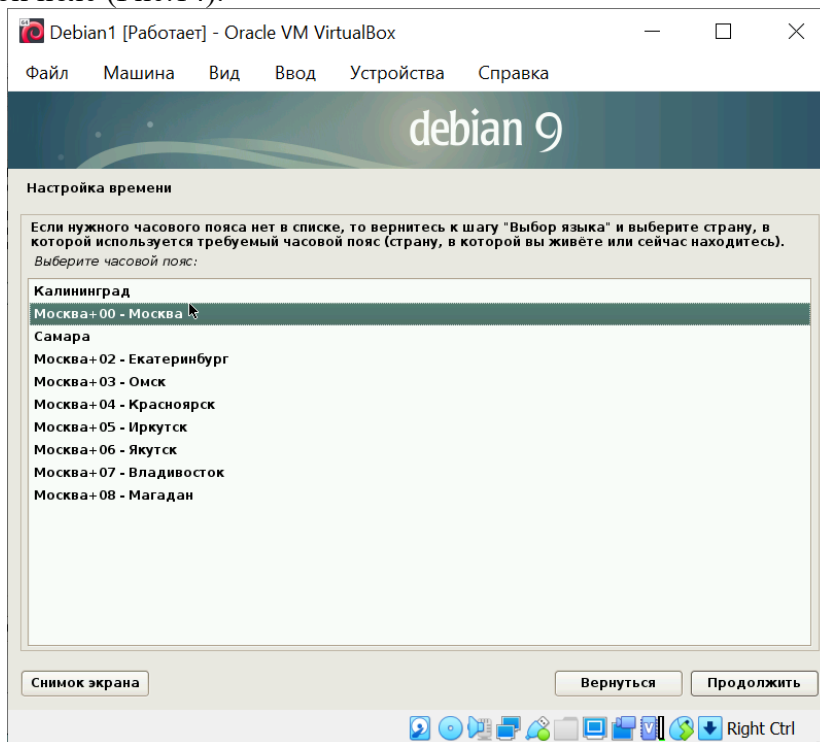 Debian1 [Работает] - Oracle VM VirtualBox
Файл Машина Вид Ввод Устройства Справка
debian 9
Настройка времени
Если нужного часового пояса нет в списке, то вернитесь к шагу "Выбор языка" и выберите страну, в
которой используется требуемый часовой пояс (страну, в которой вы живёте или сейчас находитесь).
Выберите часовой пояс:
Калининград
Москва+00 - Москва
Самара
Москва+02 - Екатеринбург
Москва+03 - Омск
Москва+04 - Красноярск
Москва+05 - Иркутск
Москва+06 - Якутск
Москва+07 - Владивосток
Москва+08 - Магадан
Снимок экрана Вернуться Продолжить
Right Ctrl